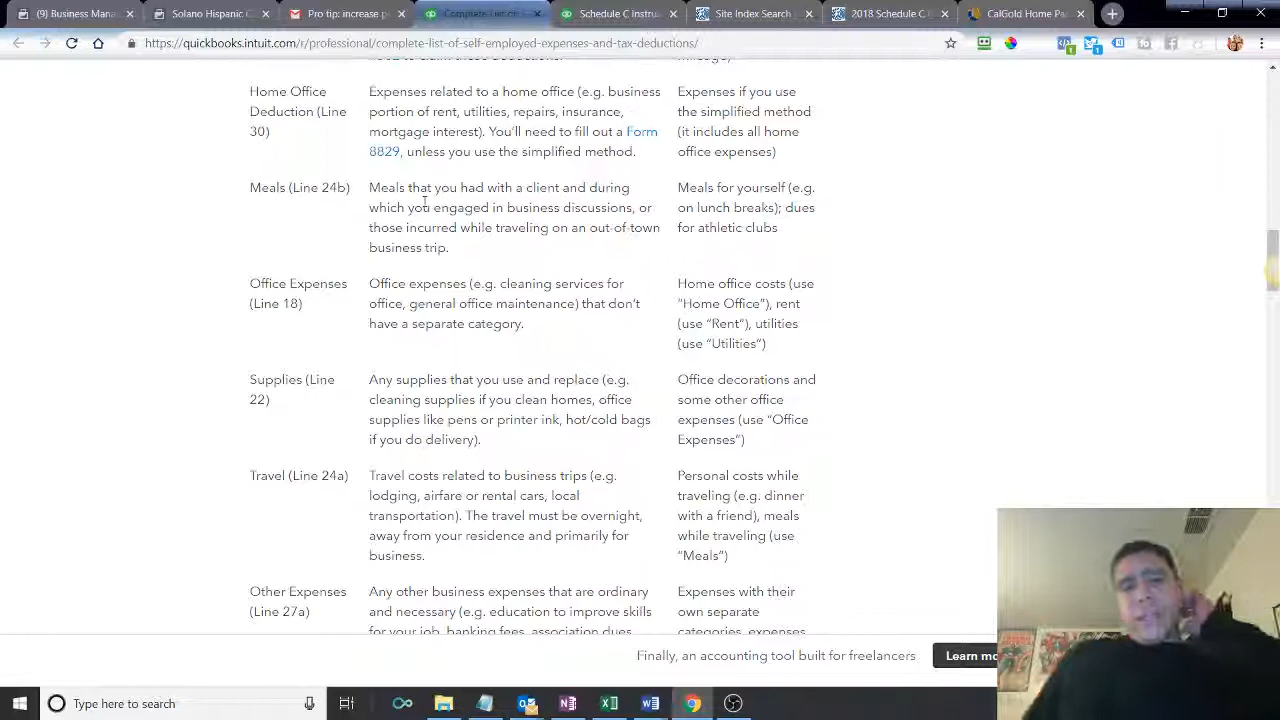 (9) Business Mana
Solano Hispanic C
Pro tip: increase p
Complete List of S
Schedule C Instru
Site Index Search
2018 Schedule C
CalGold Home Pa
https://quickbooks.intuit.com/r/professional/complete-list-of-self-employed-expenses-and-tax-deductions/
Home Office
Deduction (Line
30)
Expenses related to a home office (e.g. business
portion of rent, utilities, repairs, insurance,
mortgage interest). You'll need to fill out a Form
8829, unless you use the simplified method.
Expenses if you use
the simplified method
(it includes all home
office expenses)
Meals (Line 24b)
Meals that you had with a client and during
which you engaged in business discussions, or
those incurred while traveling on an out-of-town
business trip.
Meals for yourself (e.g.
on lunch breaks); dues
for athletic clubs
Office Expenses
(Line 18)
Office expenses (e.g. cleaning services for
office, general office maintenance) that don't
have a separate category.
Home office costs (use
"Home Office"), rent
(use "Rent"), utilities
(use "Utilities")
Supplies (Line
22)
Any supplies that you use and replace (e.g.
cleaning supplies if you clean homes, office
supplies like pens or printer ink, hot/cold bags
if you do delivery).
Office decorations and
some other office
expenses (use "Office
Expenses")
Travel (Line 24a)
Travel costs related to business trips (e.g.
lodging, airfare or rental cars, local
transportation). The travel must be overnight,
away from your residence and primarily for
business.
Personal costs while
traveling (e.g. dinner
with a friend), meals
while traveling (use
"Meals")
Other Expenses
(Line 27a)
Any other business expenses that are ordinary
and necessary (e.g. education to improve skills
for your job, banking fees, association dues
Expenses with their
own separate
categories, expenses
Finally, an accounting tool built for freelancers
Learn mo
Type here to search